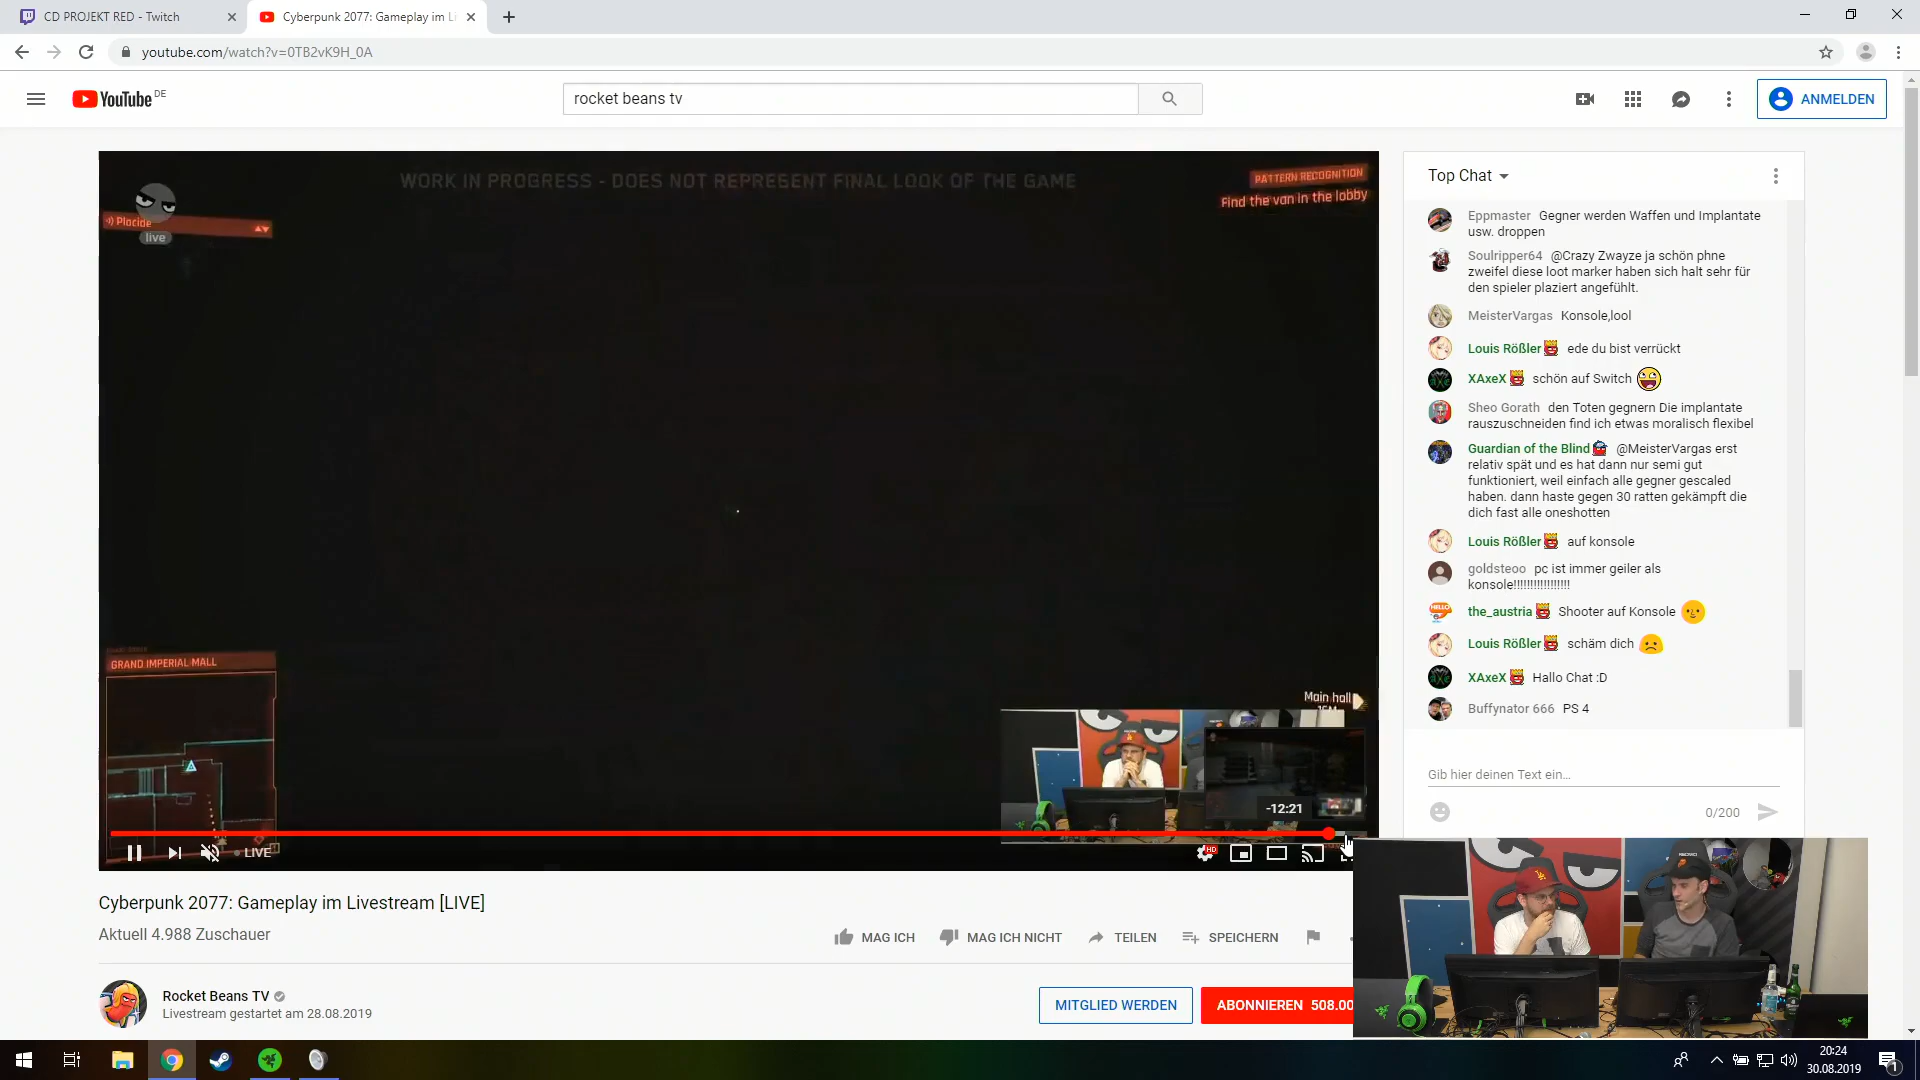 CD PROJEKT RED - Twitch
Cyberpunk 2077: Gameplay im Li
youtube.com/watch?v=0TB2vK9H_0A
YouTube DE
rocket beans tv
ANMELDEN
WORK IN PROGRESS - DOES NOT REPRESENT FINAL LOOK OF THE GAME
PATTERN RECOGNITION
Find the van in the lobby
Placide
live
GRAND IMPERIAL MALL
Main hall
-12:21
LIVE
HD
Top Chat
Eppmaster Gegner werden Waffen und Implantate
usw. droppen
Soulripper64 @Crazy Zwayze ja schön phne
zweifel diese loot marker haben sich halt sehr für
den spieler plaziert angefühlt.
MeisterVargas Konsole,lool
Louis Rößler ede du bist verrückt
XAxeX schön auf Switch
Sheo Gorath den Toten gegnern Die implantate
rauszuschneiden find ich etwas moralisch flexibel
Guardian of the Blind @MeisterVargas erst
relativ spät und es hat dann nur semi gut
funktioniert, weil einfach alle gegner gescaled
haben. dann haste gegen 30 ratten gekämpft die
dich fast alle oneshotten
Louis Rößler auf konsole
goldsteoo pc ist immer geiler als
konsole!!!!!!!!!!!!!!!!!
HELLO
the_austria Shooter auf Konsole
Louis Rößler schäm dich
XAxeX Hallo Chat :D
Buffynator 666 PS 4
Gib hier deinen Text ein...
0/200
Cyberpunk 2077: Gameplay im Livestream [LIVE]
Aktuell 4.988 Zuschauer
MAG ICH
MAG ICH NICHT
TEILEN
SPEICHERN
Rocket Beans TV
Livestream gestartet am 28.08.2019
MITGLIED WERDEN
ABONNIEREN 508.00
20:24
30.08.2019
1